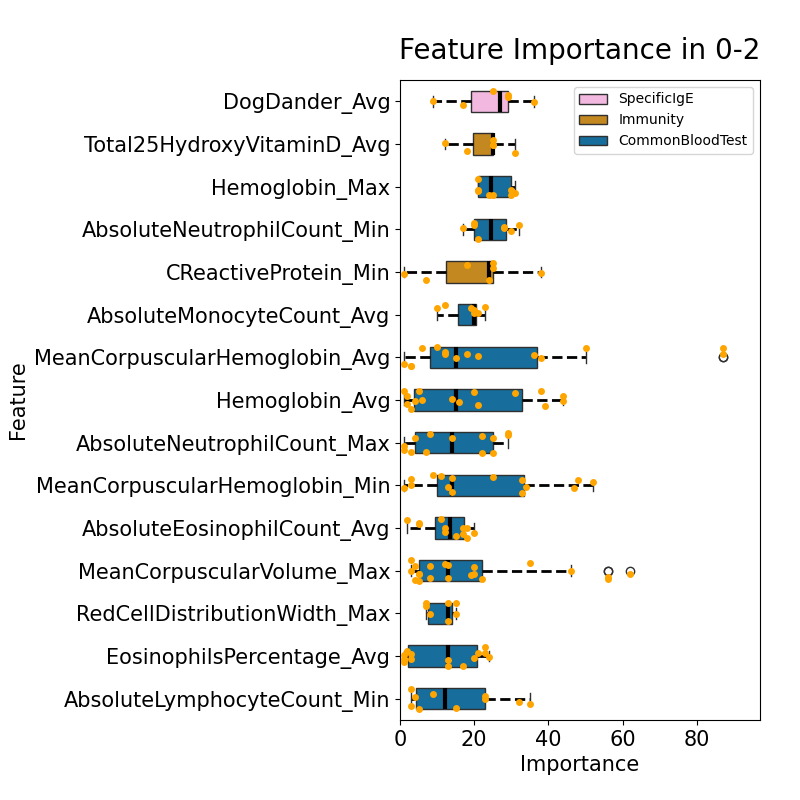 Feature Importance in 0-2
SpecificIgE
Immunity
CommonBloodTest
DogDander_Avg
Total25HydroxyVitaminD_Avg
Hemoglobin_Max
AbsoluteNeutrophilCount_Min
CReactiveProtein_Min
AbsoluteMonocyteCount_Avg
MeanCorpuscularHemoglobin_Avg
Hemoglobin_Avg
AbsoluteNeutrophilCount_Max
MeanCorpuscularHemoglobin_Min
AbsoluteEosinophilCount_Avg
MeanCorpuscularVolume_Max
RedCellDistributionWidth_Max
EosinophilsPercentage_Avg
AbsoluteLymphocyteCount_Min
Feature
0 20 40 60 80
Importance